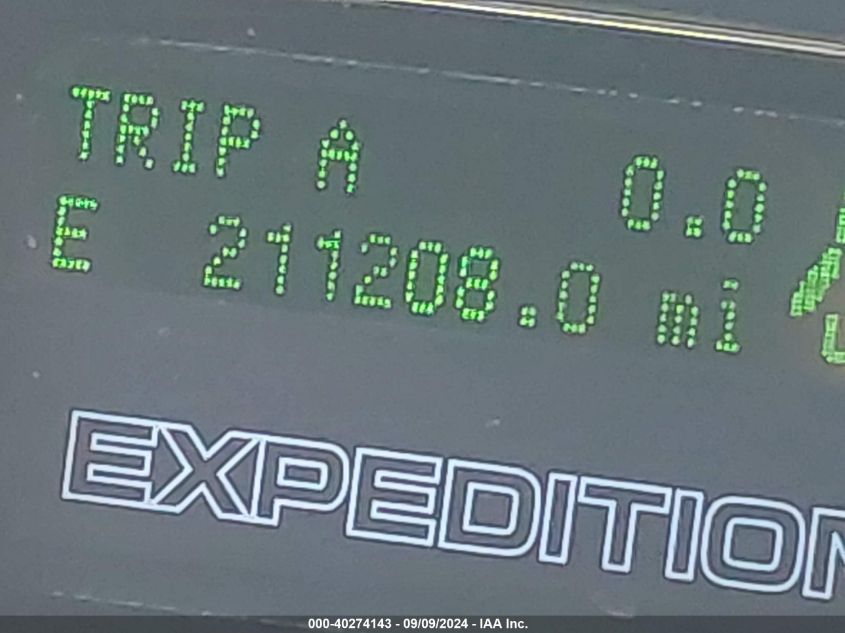 TRIP A 0.0
E 211208.0 mi
EXPEDITION
000-40274143 - 09/09/2024 - IAA Inc.